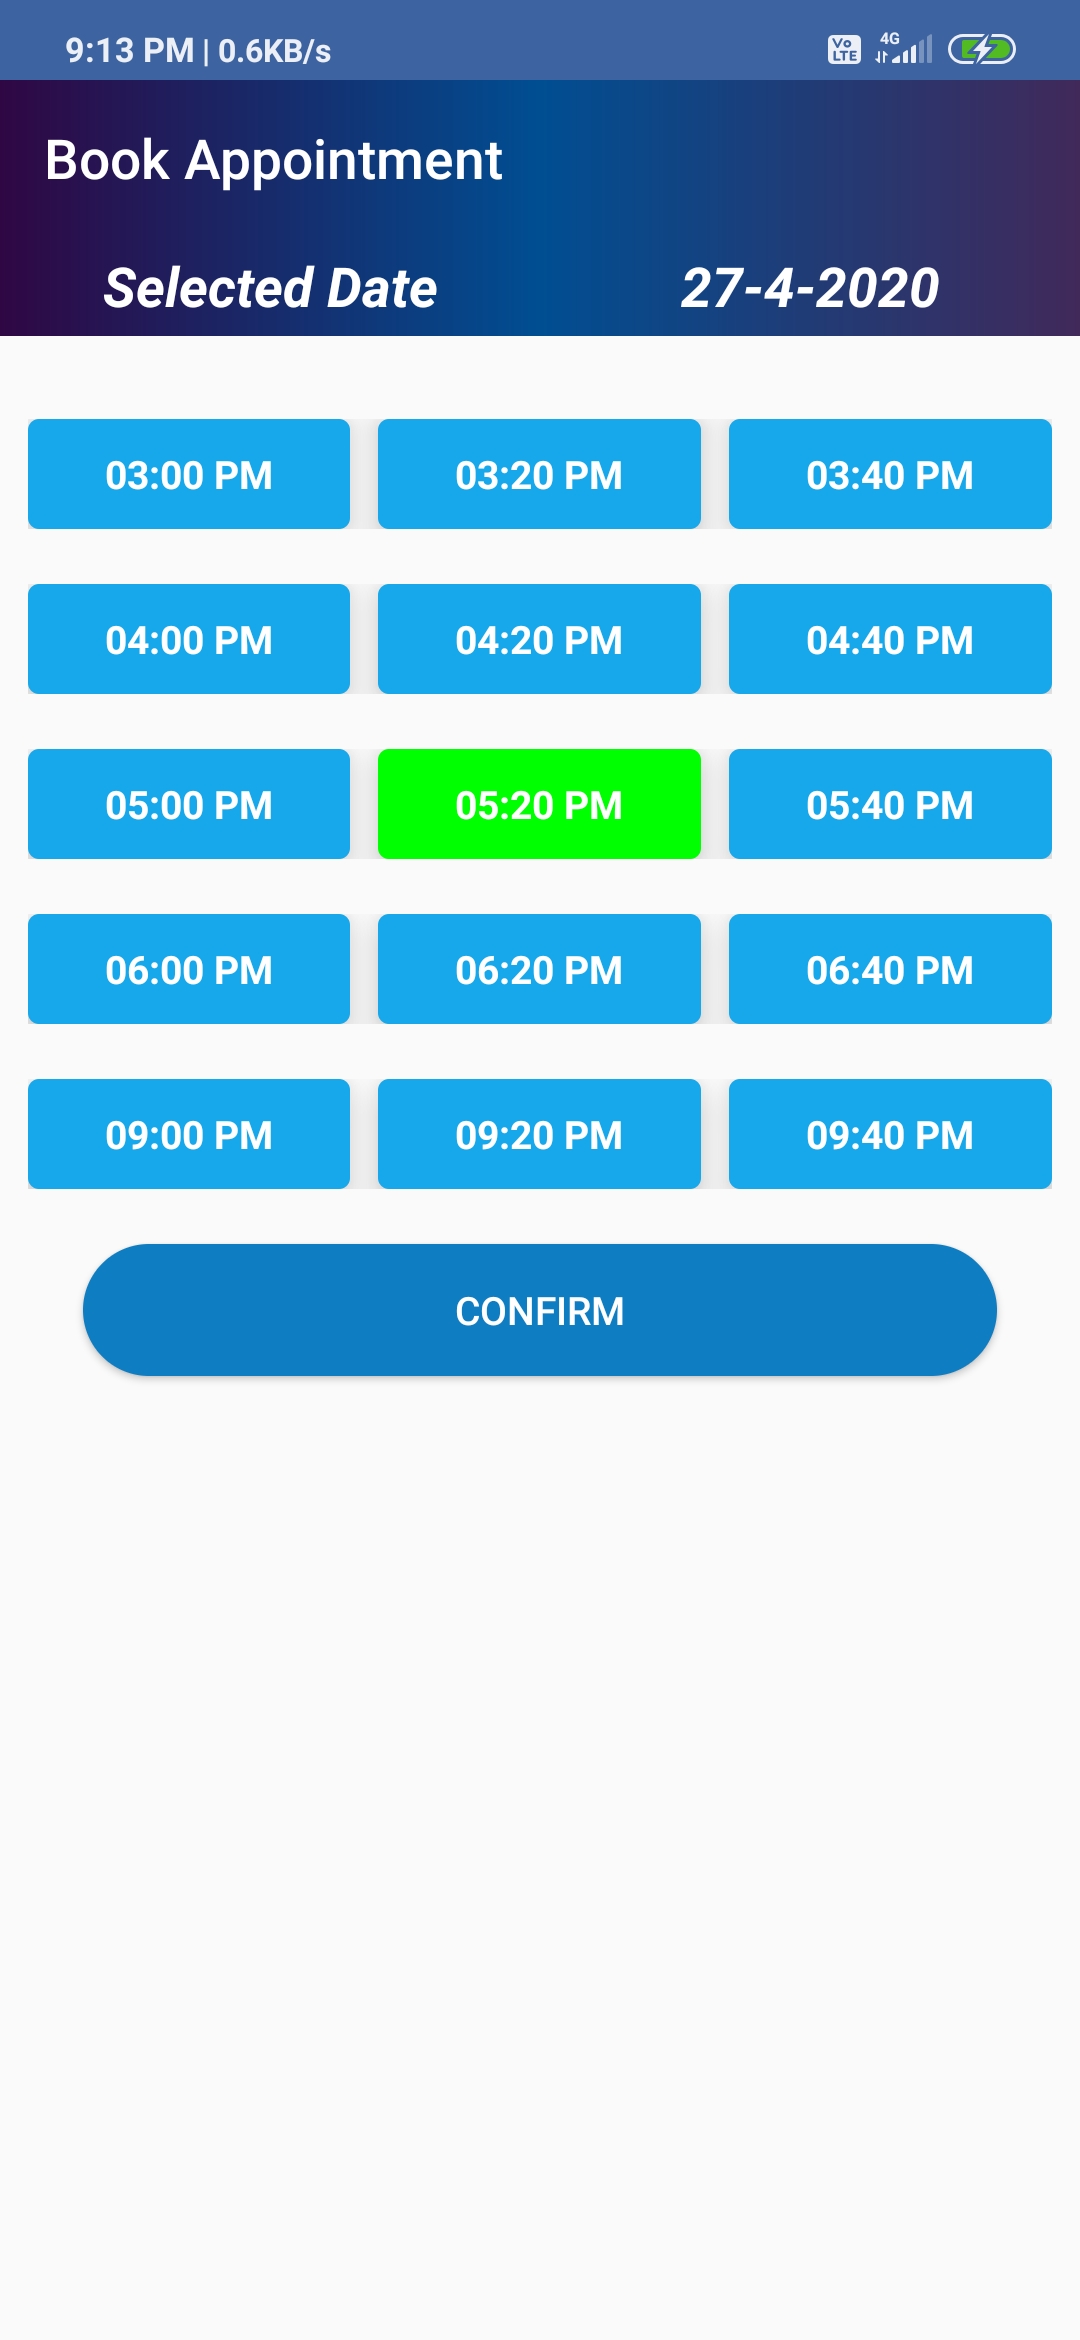 9:13 PM | 0.6KB/s Vo LTE 4G
Book Appointment
Selected Date 27-4-2020
03:00 PM 03:20 PM 03:40 PM
04:00 PM 04:20 PM 04:40 PM
05:00 PM 05:20 PM 05:40 PM
06:00 PM 06:20 PM 06:40 PM
09:00 PM 09:20 PM 09:40 PM
CONFIRM